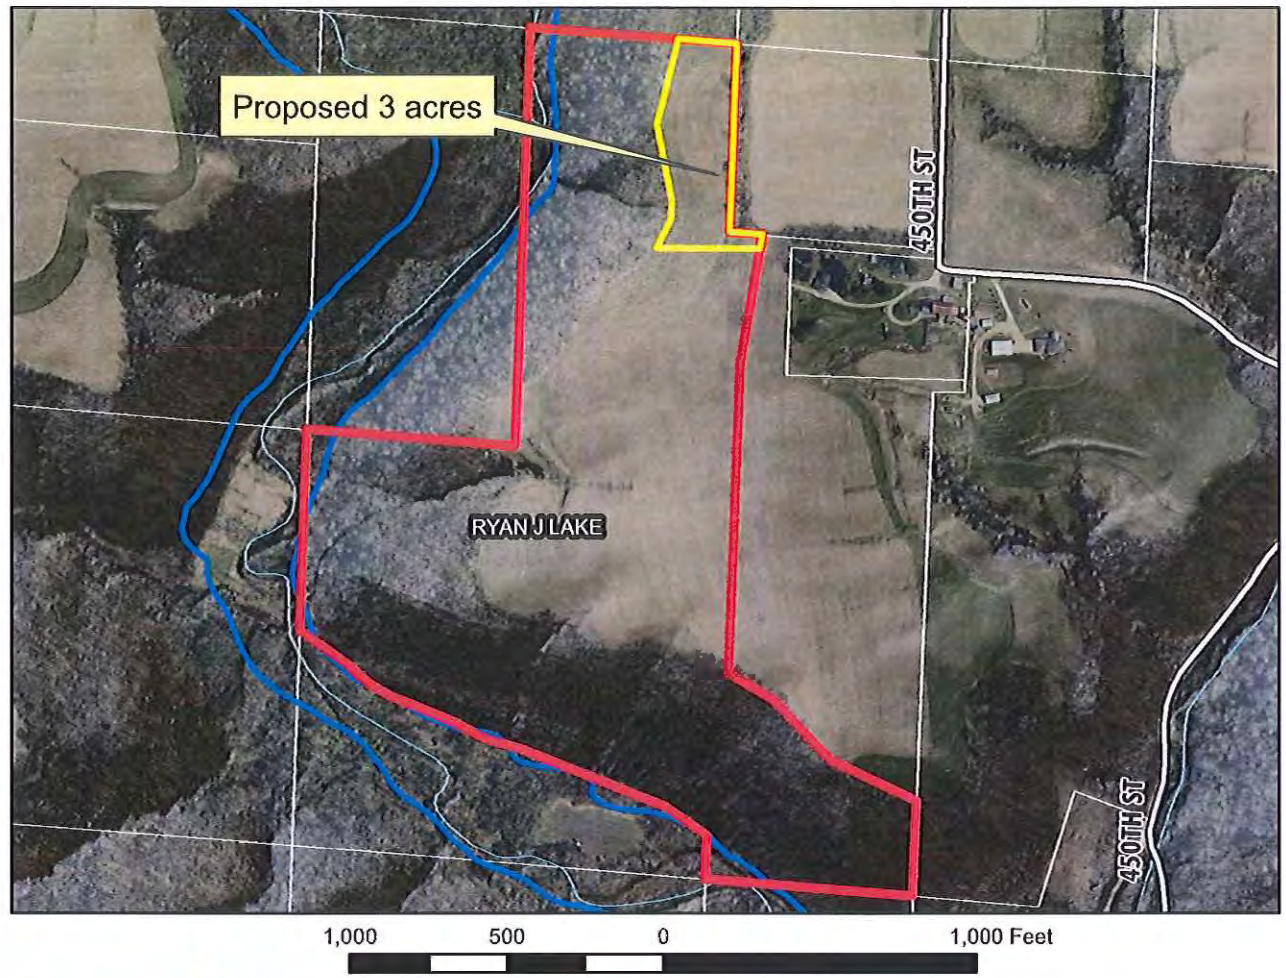 Proposed 3 acres
450TH ST
RYAN J LAKE
450TH ST
1,000 500 0 1,000 Feet